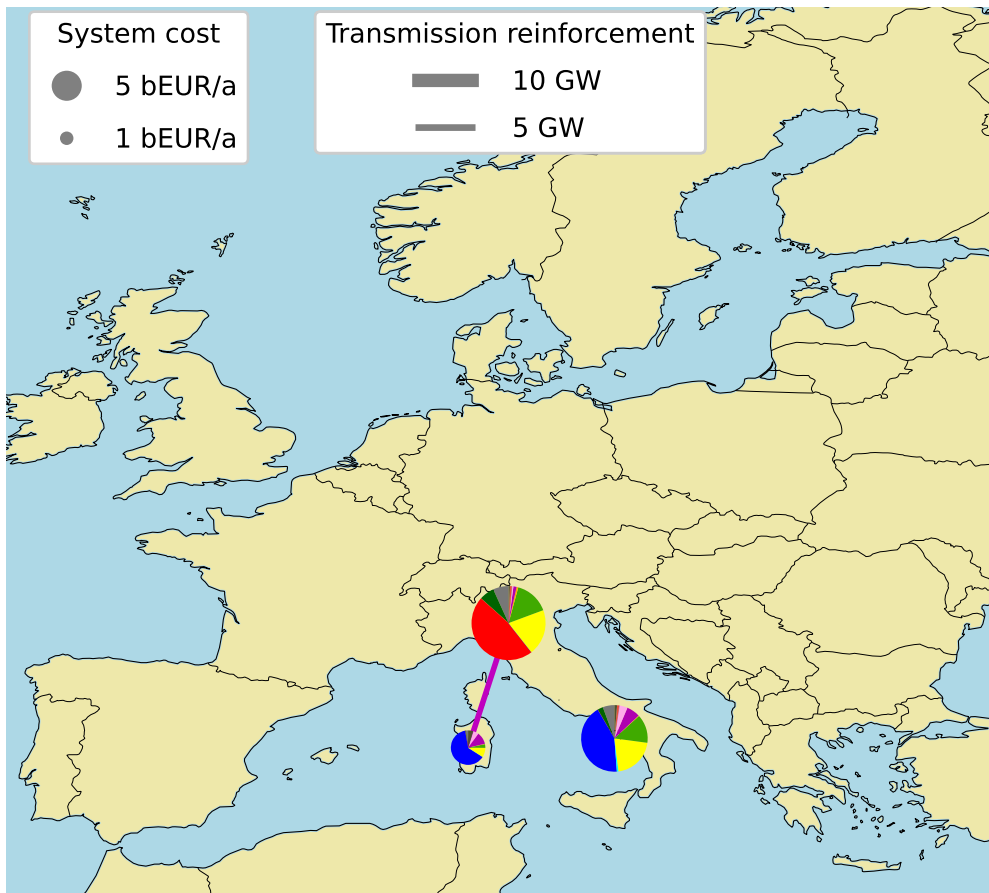 System cost
5 bEUR/a
1 bEUR/a
Transmission reinforcement
10 GW
5 GW